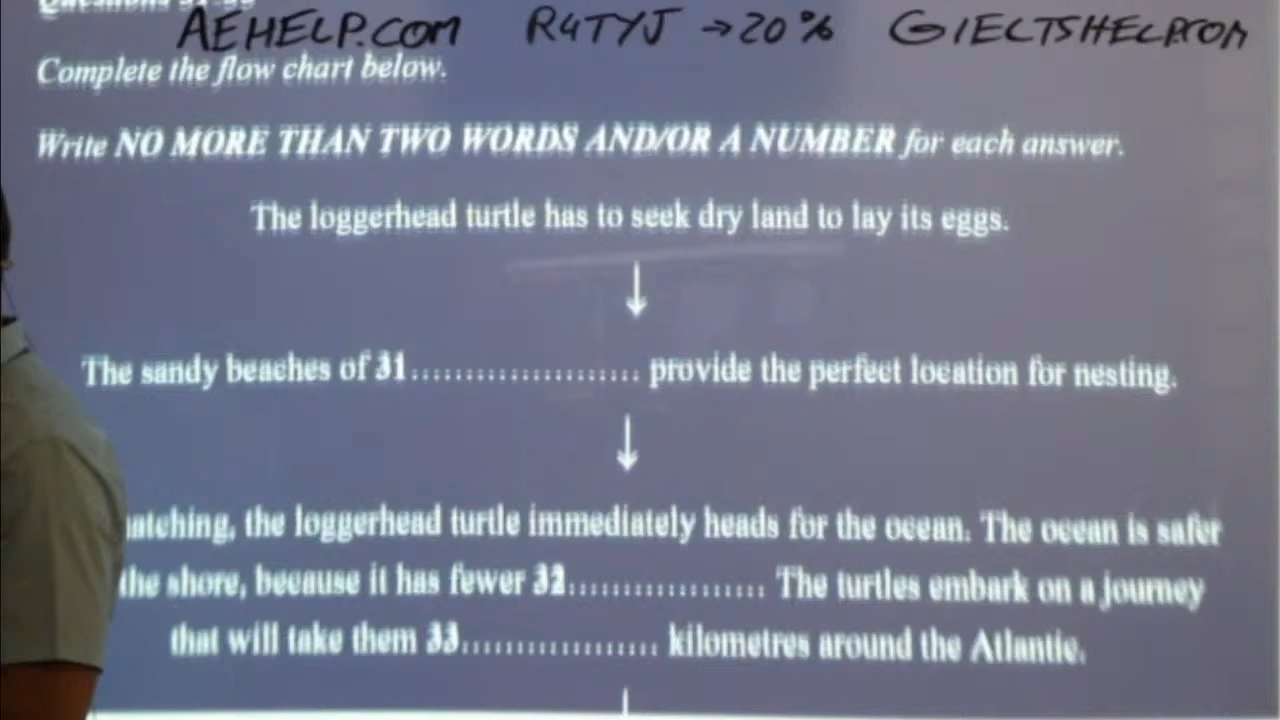 AEHELP.COM R4TYJ →20% GIELTSHELP.COM
Complete the flow chart below.
Write NO MORE THAN TWO WORDS AND/OR A NUMBER for each answer.
The loggerhead turtle has to seek dry land to lay its eggs.
↓
The sandy beaches of 31..................... provide the perfect location for nesting.
↓
atching, the loggerhead turtle immediately heads for the ocean. The ocean is safer
the shore, because it has fewer 32.................. The turtles embark on a journey
that will take them 33.................. kilometres around the Atlantic.